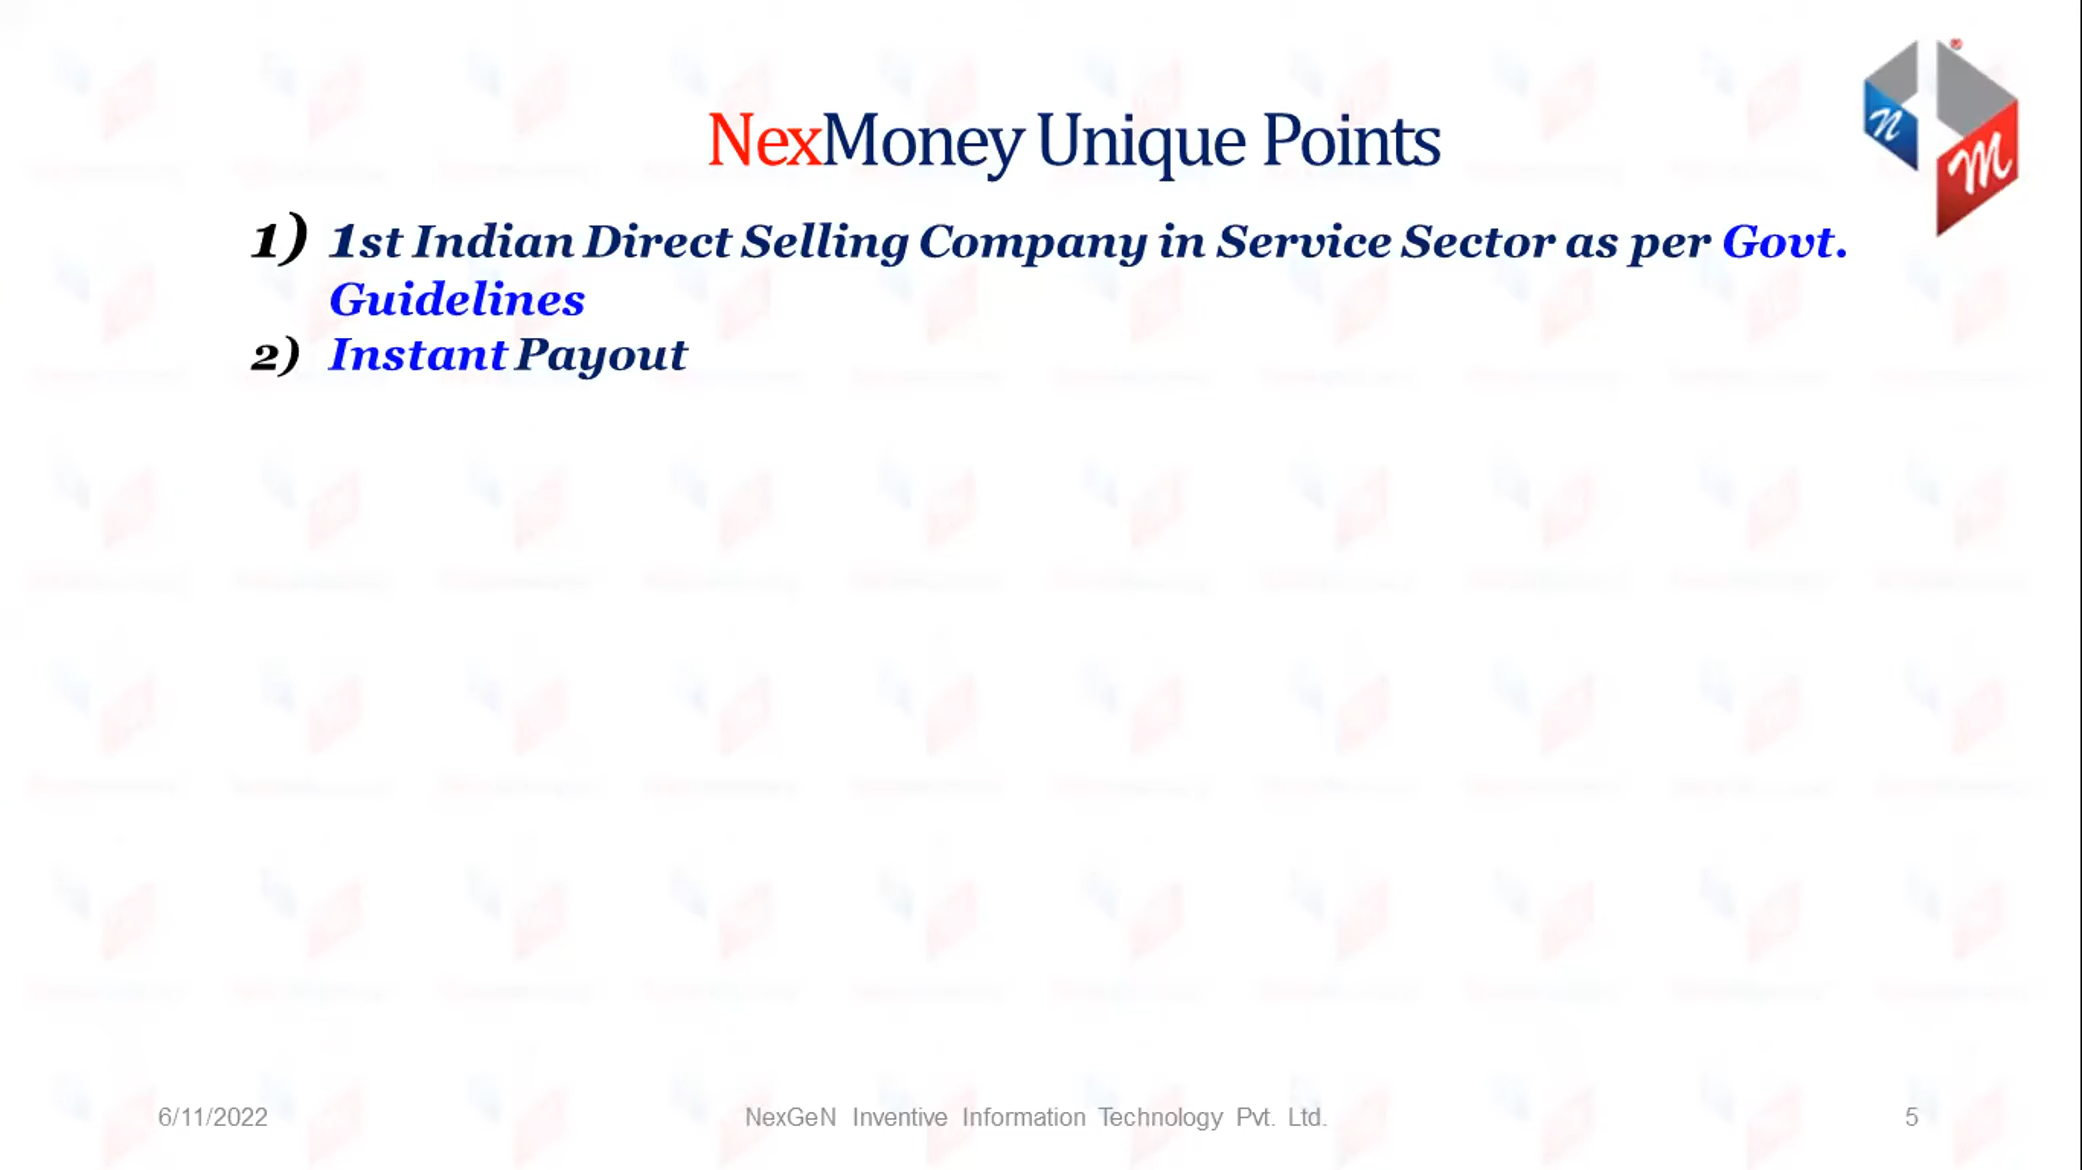 NexMoney Unique Points
n
M
1) 1st Indian Direct Selling Company in Service Sector as per Govt.
Guidelines
2) Instant Payout
6/11/2022 NexGeN Inventive Information Technology Pvt. Ltd. 5